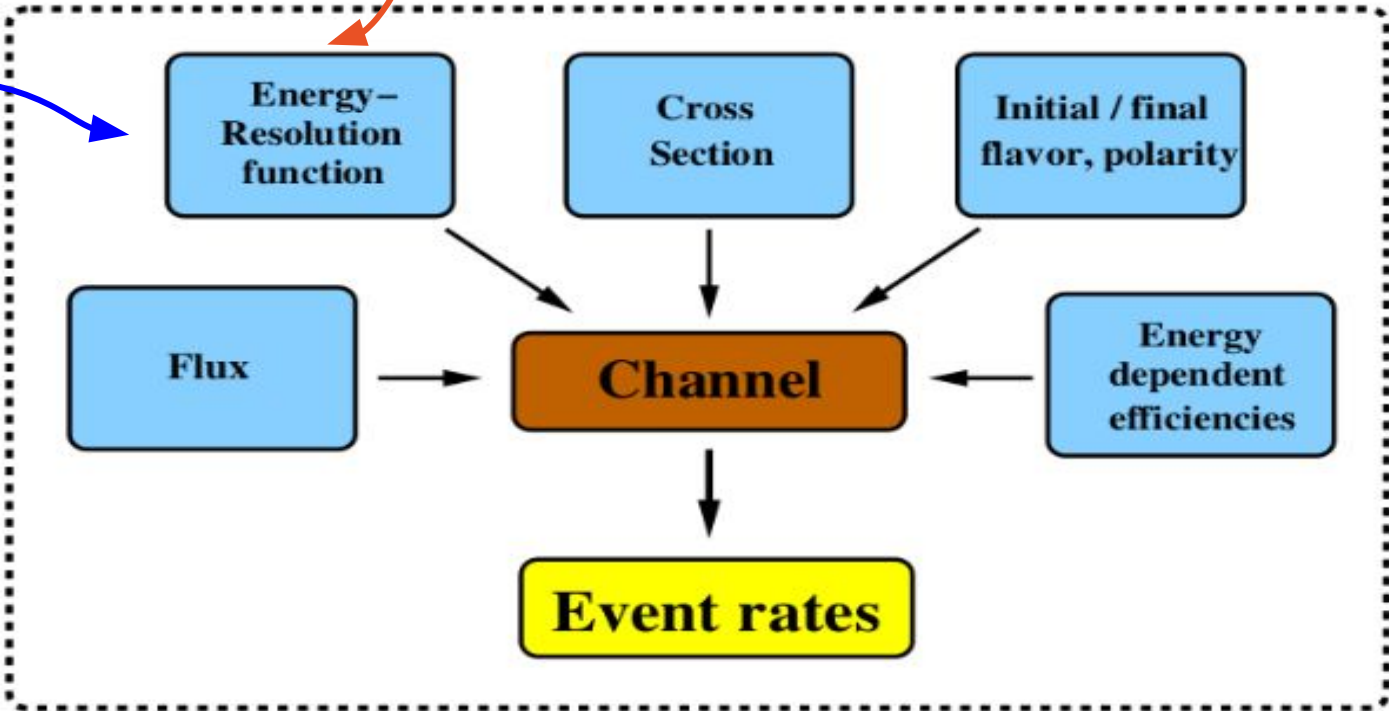 Energy–
Resolution
function
Cross
Section
Initial / final
flavor, polarity
Flux
Channel
Energy
dependent
efficiencies
Event rates